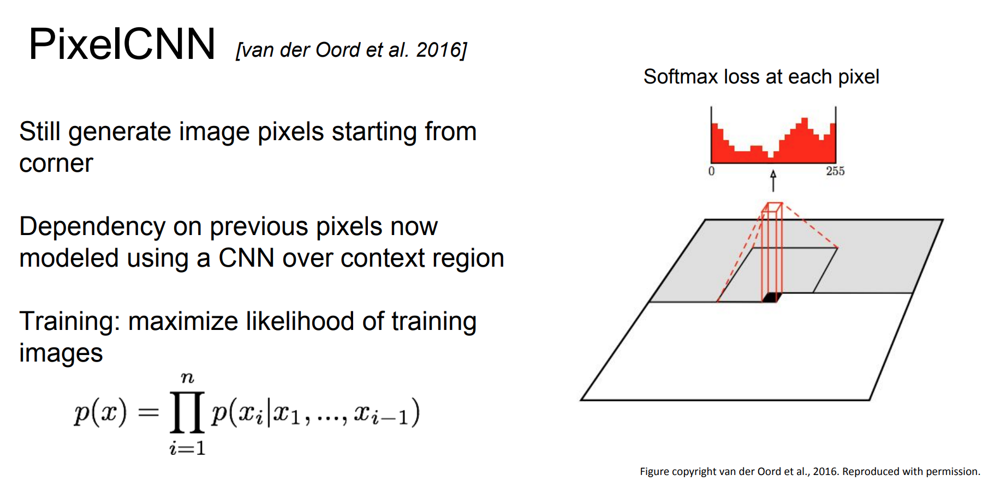 PixelCNN [van der Oord et al. 2016]
Still generate image pixels starting from
corner
Dependency on previous pixels now
modeled using a CNN over context region
Training: maximize likelihood of training
images
p(x) = ∏_{i=1}^{n} p(x_i|x_1, ..., x_{i-1})
Softmax loss at each pixel
0 255
Figure copyright van der Oord et al., 2016. Reproduced with permission.